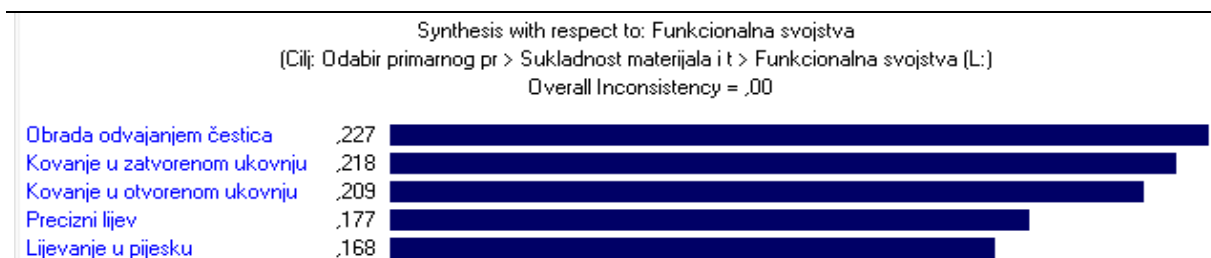 Synthesis with respect to: Funkcionalna svojstva
(Cilj: Odabir primarnog pr > Sukladnost materijala i t > Funkcionalna svojstva (L:)
Overall Inconsistency = ,00
Obrada odvajanjem čestica ,227
Kovanje u zatvorenom ukovnju ,218
Kovanje u otvorenom ukovnju ,209
Precizni lijev ,177
Lijevanje u pijesku ,168